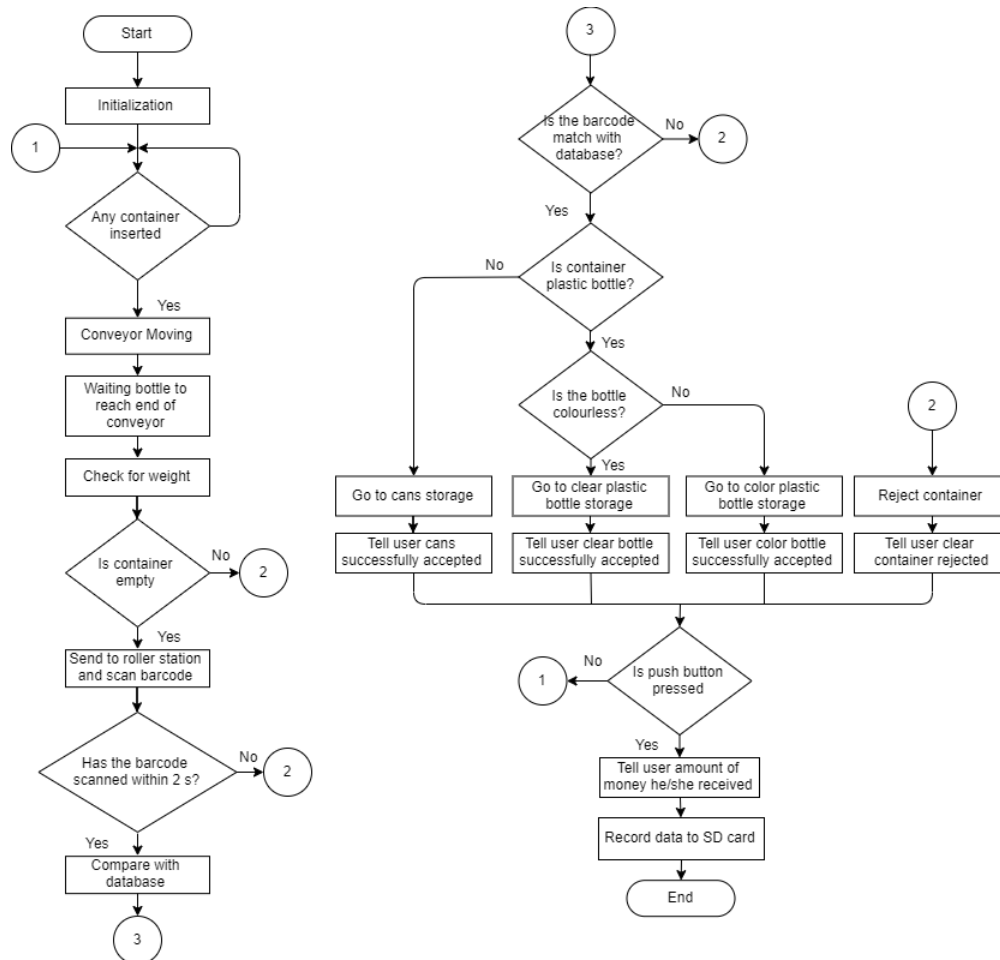 Start
Initialization
1
Any container
inserted
Yes
Conveyor Moving
Waiting bottle to
reach end of
conveyor
Check for weight
Is container
empty
No
2
Yes
Send to roller station
and scan barcode
Has the barcode
scanned within 2 s?
No
2
Yes
Compare with
database
3
3
Is the barcode
match with
database?
No
2
Yes
Is container
plastic bottle?
No
Yes
Is the bottle
colourless?
No
Yes
2
Go to cans storage
Go to clear plastic
bottle storage
Go to color plastic
bottle storage
Reject container
Tell user cans
successfully accepted
Tell user clear bottle
successfully accepted
Tell user color bottle
successfully accepted
Tell user clear
container rejected
Is push button
pressed
No
1
Yes
Tell user amount of
money he/she received
Record data to SD card
End